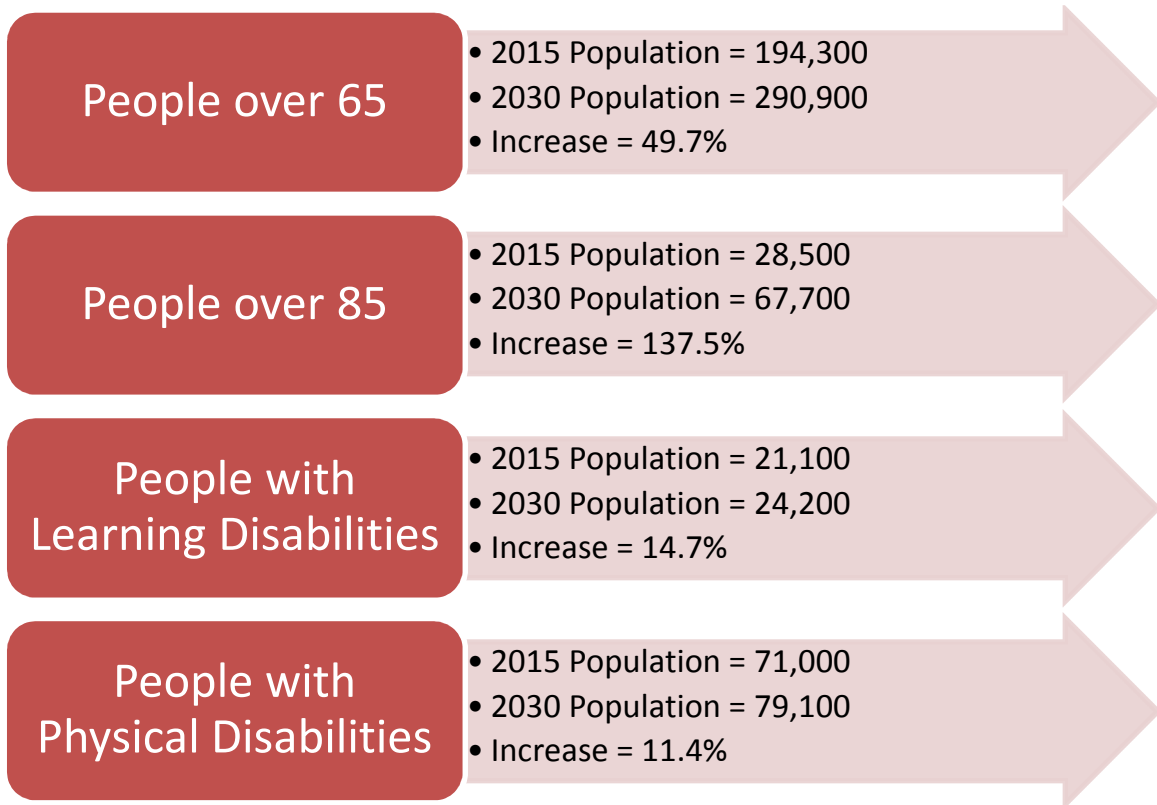 People over 65
• 2015 Population = 194,300
• 2030 Population = 290,900
• Increase = 49.7%
People over 85
• 2015 Population = 28,500
• 2030 Population = 67,700
• Increase = 137.5%
People with
Learning Disabilities
• 2015 Population = 21,100
• 2030 Population = 24,200
• Increase = 14.7%
People with
Physical Disabilities
• 2015 Population = 71,000
• 2030 Population = 79,100
• Increase = 11.4%